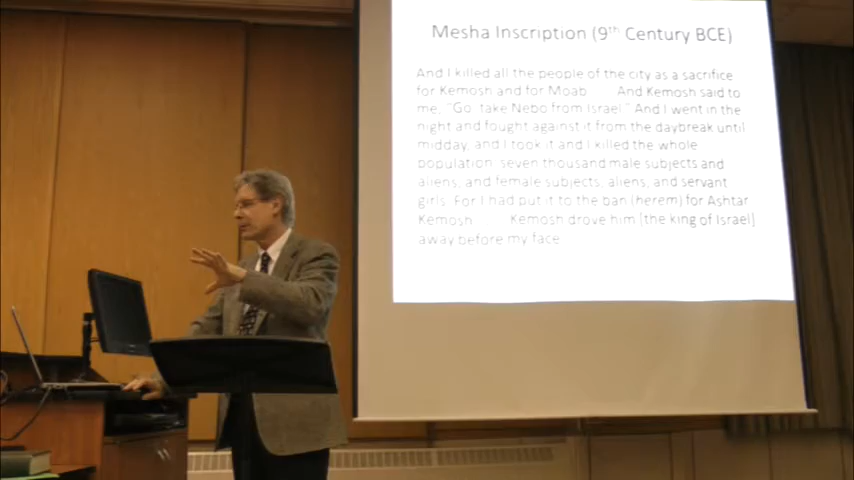 Mesha Inscription (9th Century BCE)
And I killed all the people of the city as a sacrifice
for Kemosh and for Moab And Kemosh said to
me, "Go, take Nebo from Israel." And I went in the
night and fought against it from the daybreak until
midday, and I took it and I killed the whole
population: seven thousand male subjects and
aliens, and female subjects, aliens, and servant
girls. For I had put it to the ban (herem) for Ashtar
Kemosh Kemosh drove him [the king of Israel]
away before my face